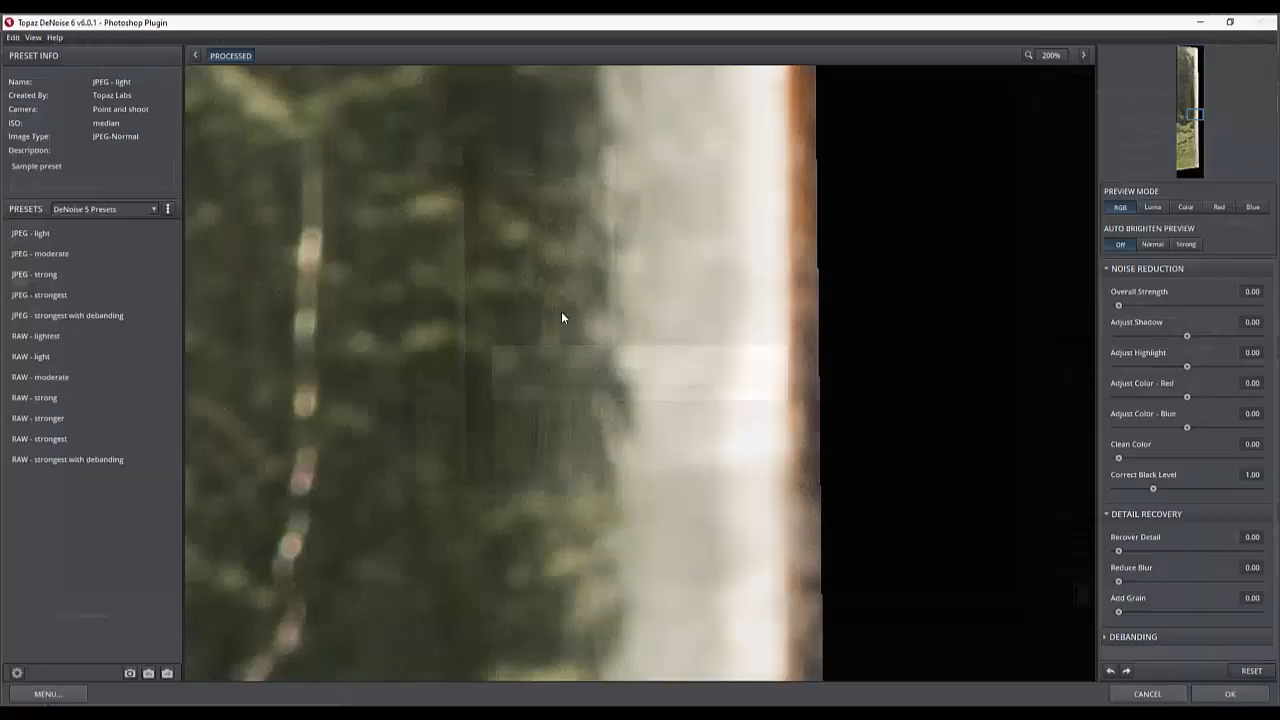 Topaz DeNoise 6 v6.0.1 - Photoshop Plugin
Edit View Help
PRESET INFO
Name: JPEG - light
Created By: Topaz Labs
Camera: Point and shoot
ISO: median
Image Type: JPEG-Normal
Description:
Sample preset
PRESETS DeNoise 5 Presets
JPEG - light
JPEG - moderate
JPEG - strong
JPEG - strongest
JPEG - strongest with debanding
RAW - lightest
RAW - light
RAW - moderate
RAW - strong
RAW - stronger
RAW - strongest
RAW - strongest with debanding
MENU...
PROCESSED
200%
PREVIEW MODE
RGB Luma Color Red Blue
AUTO BRIGHTEN PREVIEW
Off Normal Strong
NOISE REDUCTION
Overall Strength 0.00
Adjust Shadow 0.00
Adjust Highlight 0.00
Adjust Color - Red 0.00
Adjust Color - Blue 0.00
Clean Color 0.00
Correct Black Level 1.00
DETAIL RECOVERY
Recover Detail 0.00
Reduce Blur 0.00
Add Grain 0.00
DEBANDING
RESET
CANCEL OK